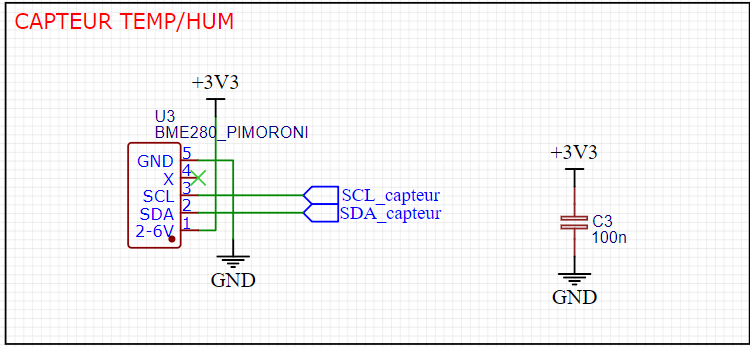 CAPTEUR TEMP/HUM
+3V3
U3
BME280_PIMORONI
GND 5
X 4
SCL 3
SDA 2
2-6V 1
SCL_capteur
SDA_capteur
GND
+3V3
C3
100n
GND